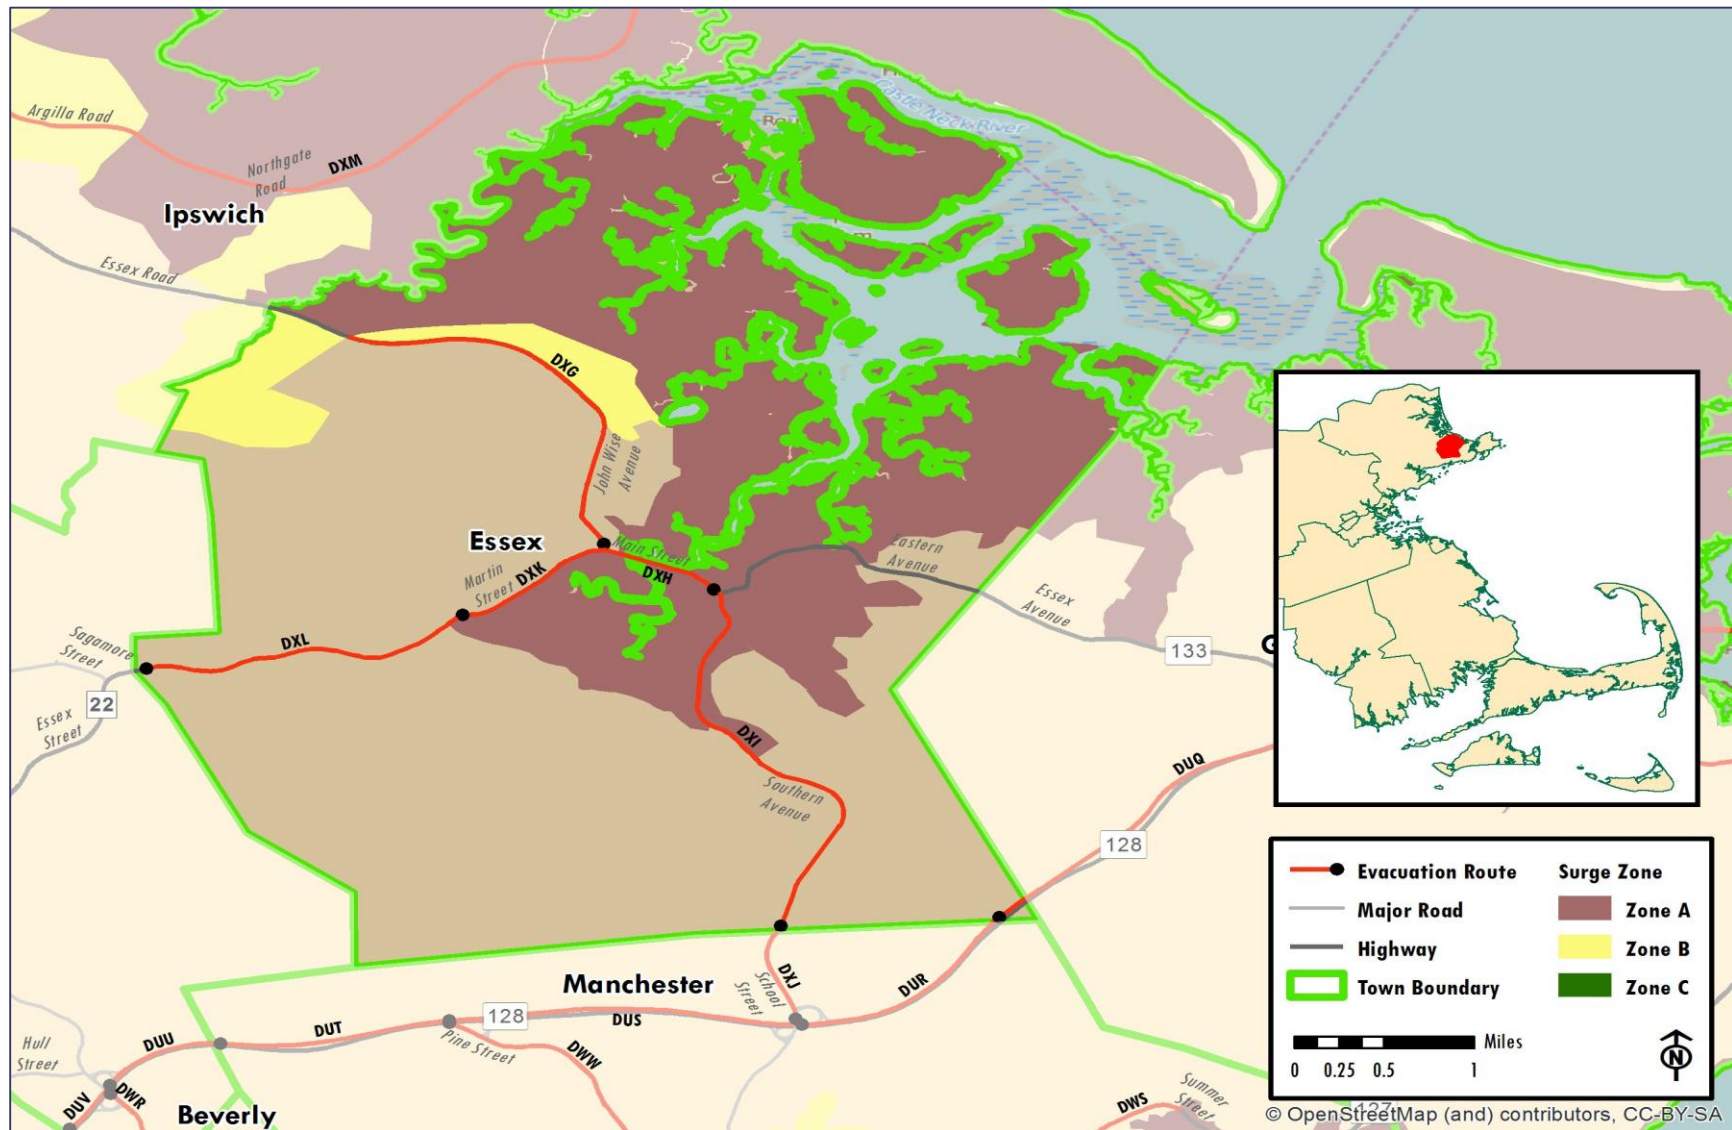 Castle Neck River
Argilla Road
Northgate
Road
DXM
Ipswich
Essex Road
DXG
John Wise
Avenue
Essex
Main Street
Eastern
Avenue
Martin
Street
DXK
DXH
Essex
Avenue
Sagamore
Street
DXL
133
G
22
Essex
Street
DXI
DUQ
Southern
Avenue
128
Evacuation Route
Major Road
Highway
Town Boundary
Surge Zone
Zone A
Zone B
Zone C
Miles
0 0.25 0.5 1
N
Manchester
DXJ
School
Street
DUR
128
DUS
DUT
DUU
Pine Street
DWW
Hull
Street
DUV
DWR
Beverly
DWS
Summer
Street
127
© OpenStreetMap (and) contributors, CC-BY-SA